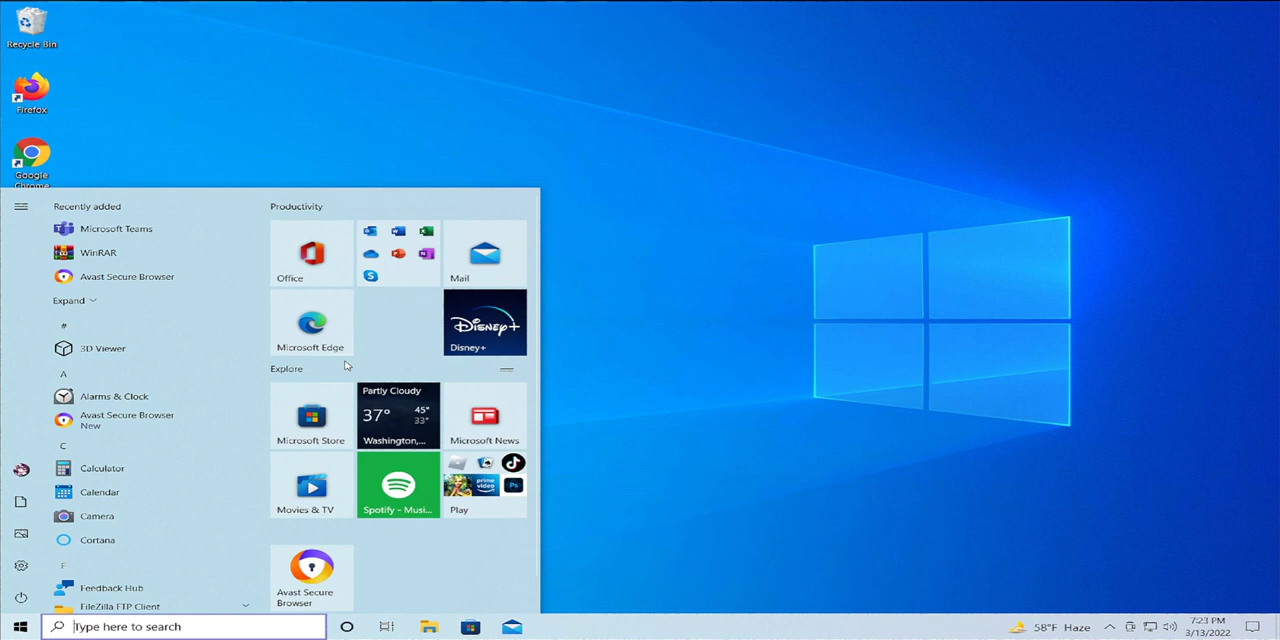 Recycle Bin
Firefox
Google
Chrome
Recently added
Microsoft Teams
WinRAR
Avast Secure Browser
Expand
#
3D Viewer
A
Alarms & Clock
Avast Secure Browser
New
C
Calculator
Calendar
Camera
Cortana
F
Feedback Hub
FileZilla FTP Client
Productivity
Office
Mail
Microsoft Edge
Disney+
Disney+
Explore
Microsoft Store
Partly Cloudy
37° 45°
33°
Washington,...
Microsoft News
Movies & TV
Spotify - Musi...
prime
video
Ps
Play
Avast Secure
Browser
Type here to search
58°F Haze
7:23 PM
3/13/2022